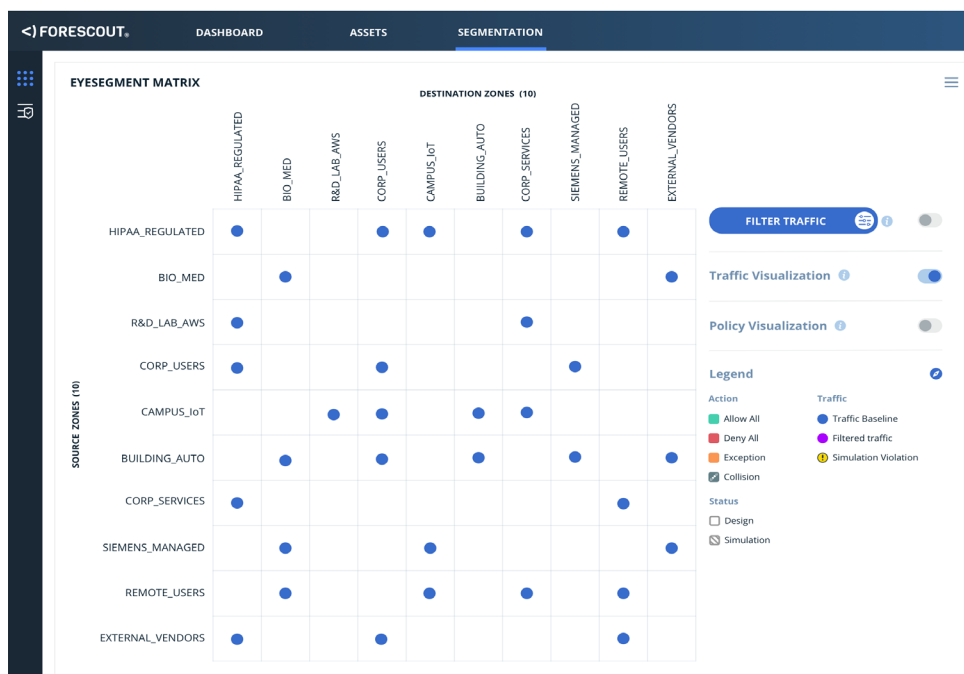 <) FORESCOUT®
DASHBOARD ASSETS SEGMENTATION
EYESEGMENT MATRIX
DESTINATION ZONES (10)
HIPAA_REGULATED
BIO_MED
R&D_LAB_AWS
CORP_USERS
CAMPUS_IoT
BUILDING_AUTO
CORP_SERVICES
SIEMENS_MANAGED
REMOTE_USERS
EXTERNAL_VENDORS
SOURCE ZONES (10)
HIPAA_REGULATED
BIO_MED
R&D_LAB_AWS
CORP_USERS
CAMPUS_IoT
BUILDING_AUTO
CORP_SERVICES
SIEMENS_MANAGED
REMOTE_USERS
EXTERNAL_VENDORS
FILTER TRAFFIC i
Traffic Visualization i
Policy Visualization i
Legend
Action Traffic
Allow All Traffic Baseline
Deny All Filtered traffic
Exception ! Simulation Violation
Collision
Status
Design
Simulation